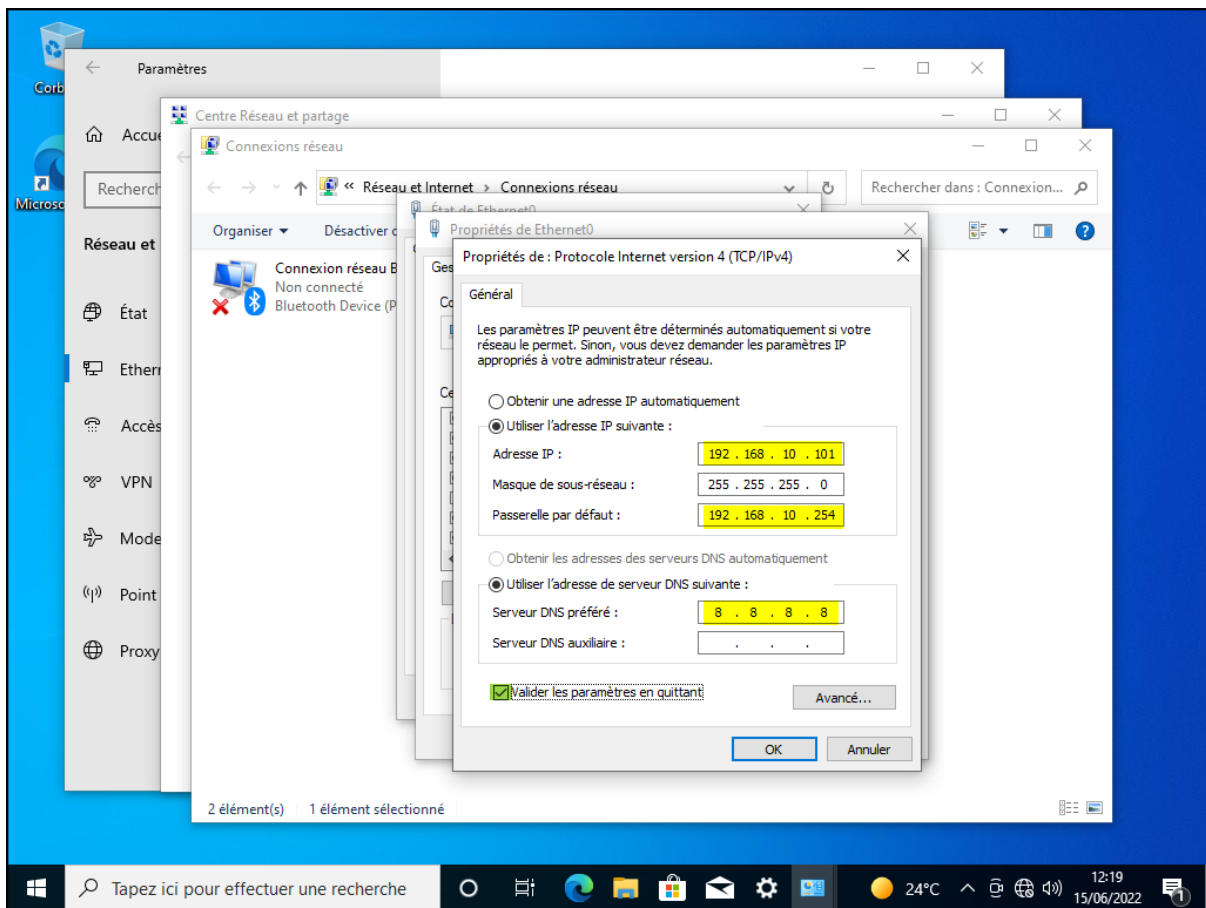 Corb
Microso
Paramètres
Accue
Recherch
Réseau et
État
Ethern
Accès
VPN
Mode
Point
Proxy
Centre Réseau et partage
Connexions réseau
« Réseau et Internet > Connexions réseau
Rechercher dans : Connexion...
Organiser
Désactiver c
Connexion réseau B
Non connecté
Bluetooth Device (P
État de Ethernet0
Propriétés de Ethernet0
Ges
Co
Ce
Propriétés de : Protocole Internet version 4 (TCP/IPv4)
Général
Les paramètres IP peuvent être déterminés automatiquement si votre
réseau le permet. Sinon, vous devez demander les paramètres IP
appropriés à votre administrateur réseau.
Obtenir une adresse IP automatiquement
Utiliser l'adresse IP suivante :
Adresse IP : 192 . 168 . 10 . 101
Masque de sous-réseau : 255 . 255 . 255 . 0
Passerelle par défaut : 192 . 168 . 10 . 254
Obtenir les adresses des serveurs DNS automatiquement
Utiliser l'adresse de serveur DNS suivante :
Serveur DNS préféré : 8 . 8 . 8 . 8
Serveur DNS auxiliaire : . . .
Valider les paramètres en quittant
Avancé...
OK Annuler
2 élément(s) 1 élément sélectionné
Tapez ici pour effectuer une recherche
24°C
12:19
15/06/2022
1